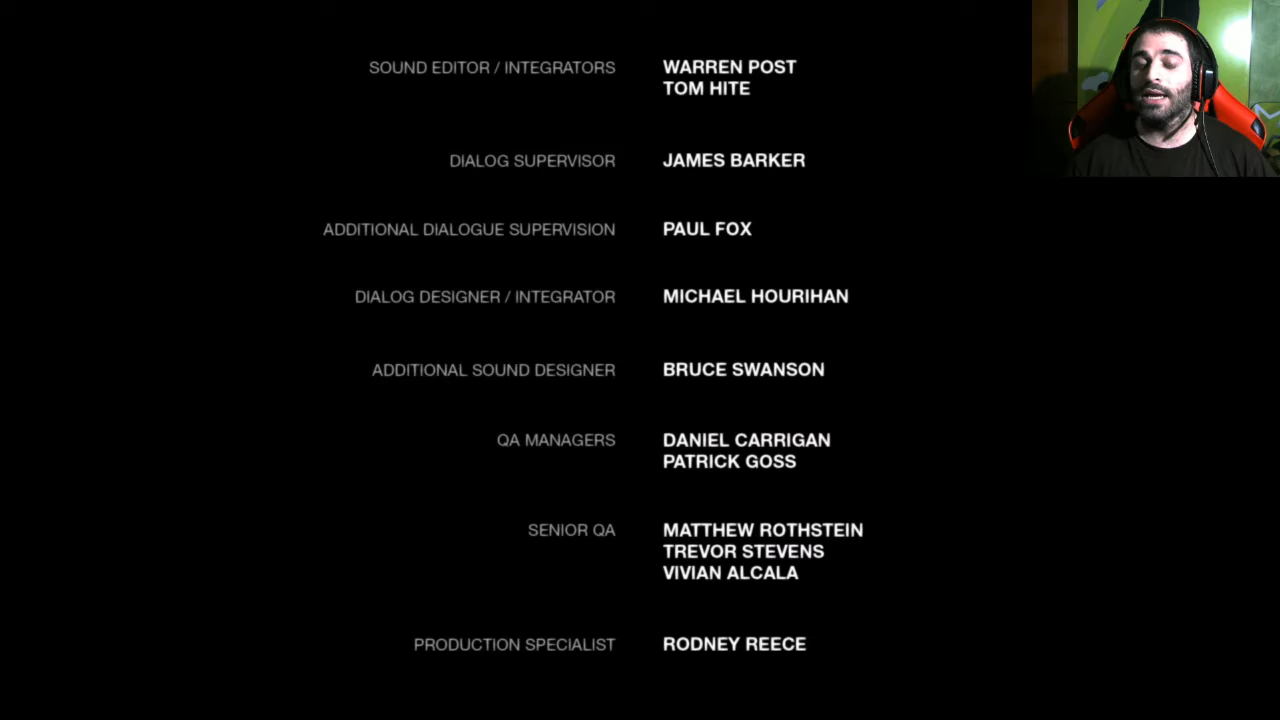 SOUND EDITOR / INTEGRATORS WARREN POST
TOM HITE
DIALOG SUPERVISOR JAMES BARKER
ADDITIONAL DIALOGUE SUPERVISION PAUL FOX
DIALOG DESIGNER / INTEGRATOR MICHAEL HOURIHAN
ADDITIONAL SOUND DESIGNER BRUCE SWANSON
QA MANAGERS DANIEL CARRIGAN
PATRICK GOSS
SENIOR QA MATTHEW ROTHSTEIN
TREVOR STEVENS
VIVIAN ALCALA
PRODUCTION SPECIALIST RODNEY REECE